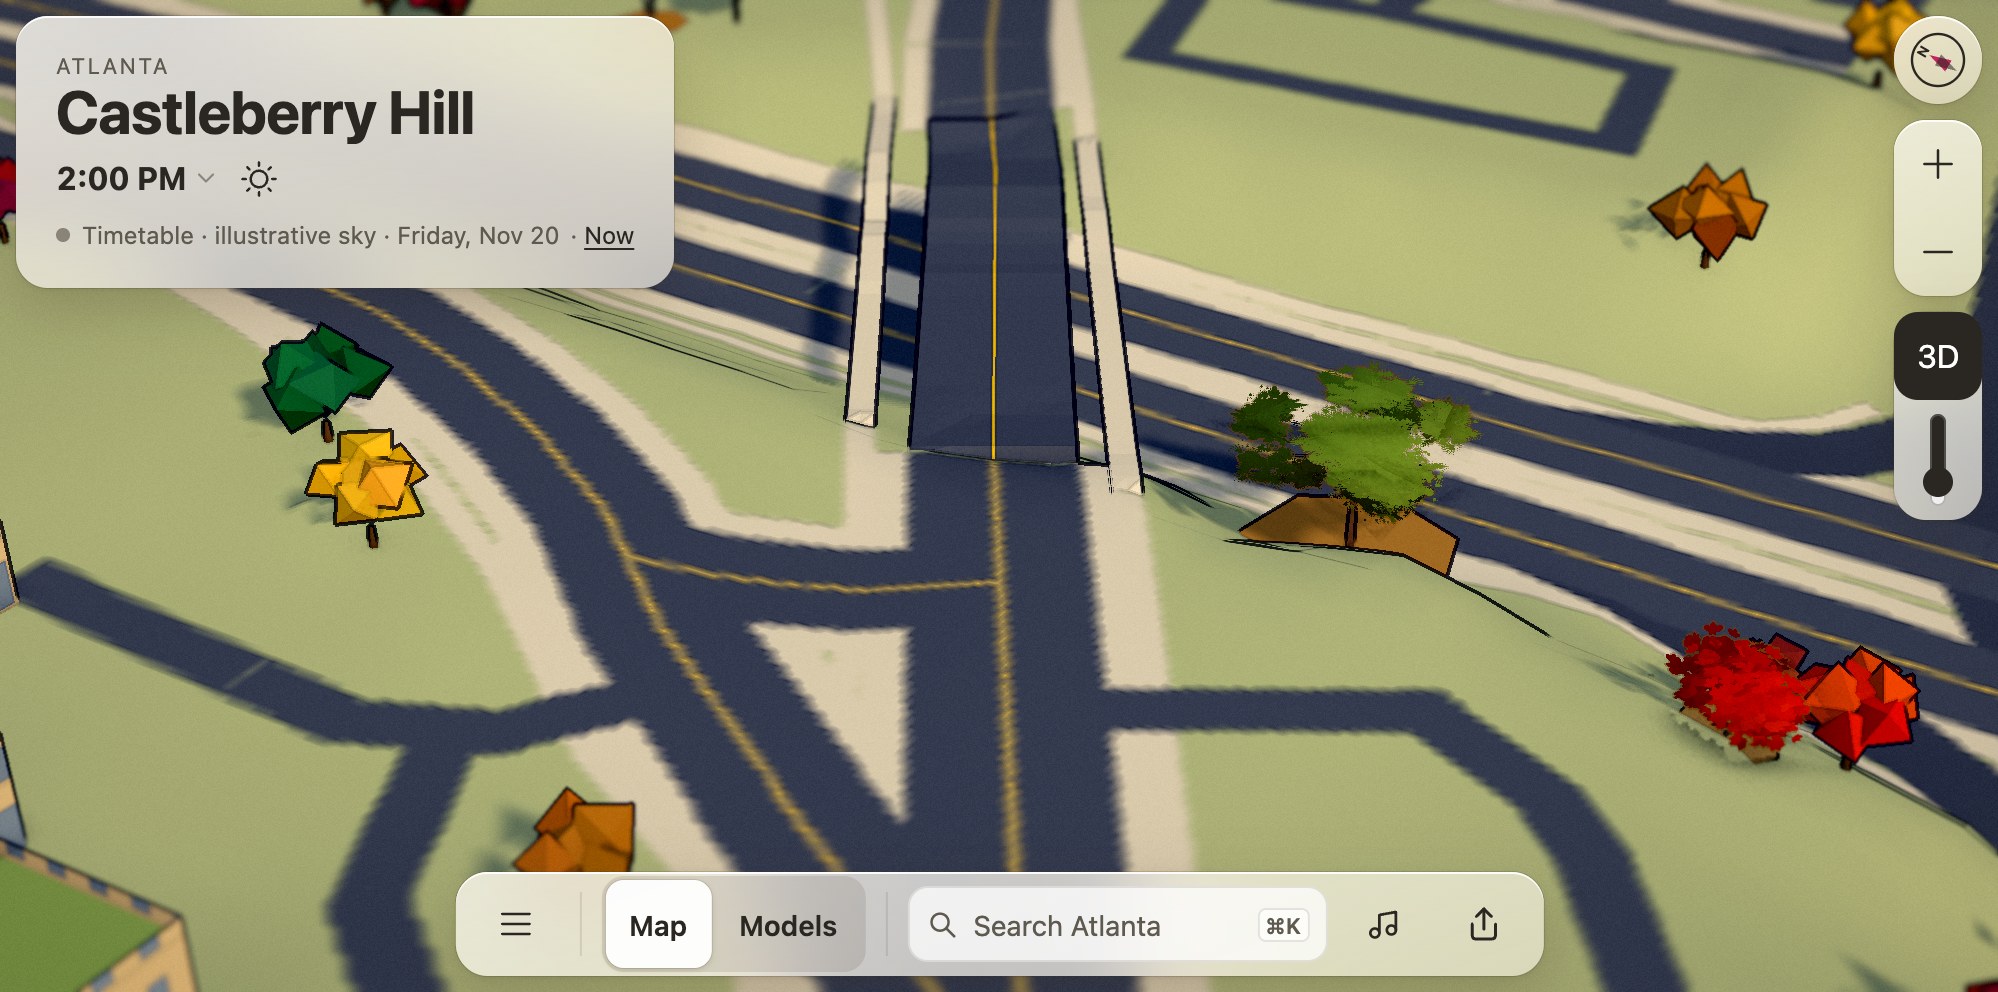 ATLANTA
Castleberry Hill
2:00 PM
Timetable · illustrative sky · Friday, Nov 20 · Now
N
3D
Map
Models
Search Atlanta
⌘K